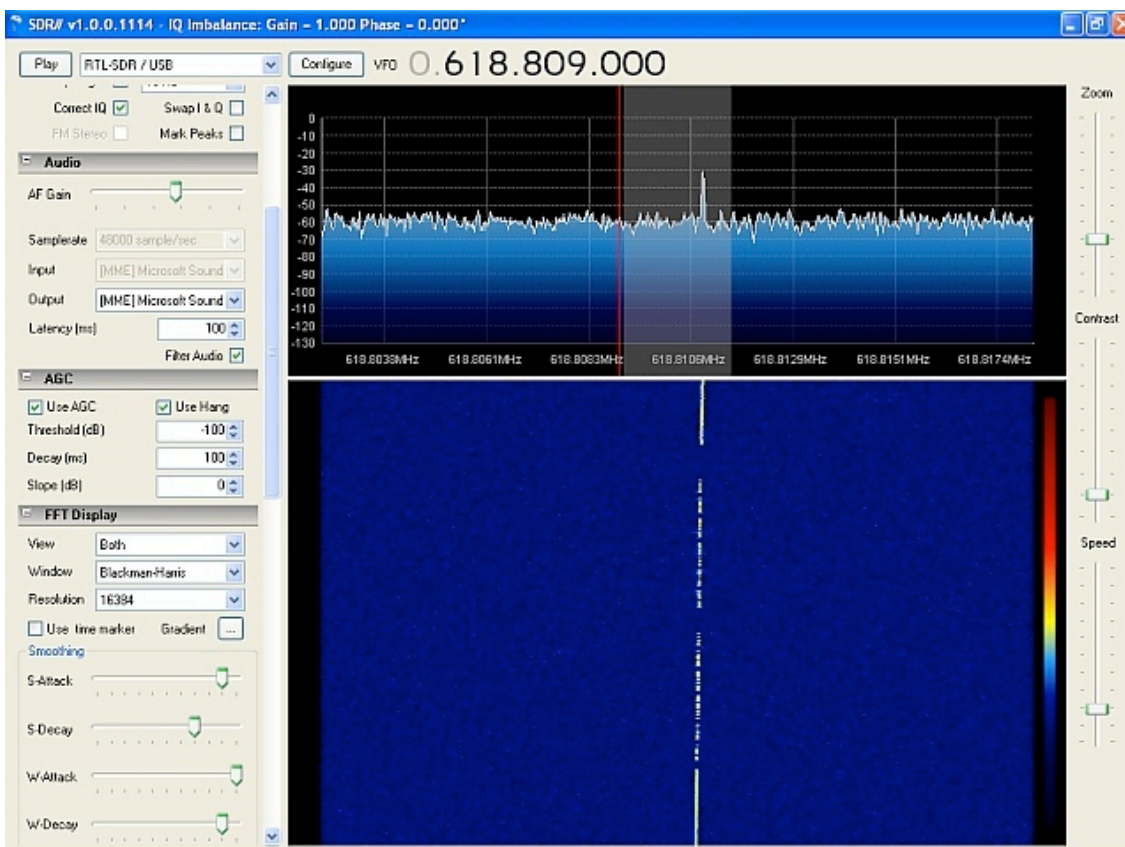 SDR# v1.0.0.1114 - IQ Imbalance: Gain = 1.000 Phase = 0.000°
Play RTL-SDR / USB Configure VFO 0.618.809.000
Correct IQ Swap I & Q
FM Stereo Mark Peaks
Audio
AF Gain
Samplerate 48000 sample/sec
Input [MME] Microsoft Sound
Output [MME] Microsoft Sound
Latency (ms) 100
Filter Audio
AGC
Use AGC Use Hang
Threshold (dB) -100
Decay (ms) 100
Slope (dB) 0
FFT Display
View Both
Window Blackman-Harris
Resolution 16384
Use time marker Gradient ...
Smoothing
S-Attack
S-Decay
W-Attack
W-Decay
0
-10
-20
-30
-40
-50
-60
-70
-80
-90
-100
-110
-120
-130
618.8038MHz 618.8061MHz 618.8083MHz 618.8106MHz 618.8129MHz 618.8151MHz 618.8174MHz
Zoom
Contrast
Speed